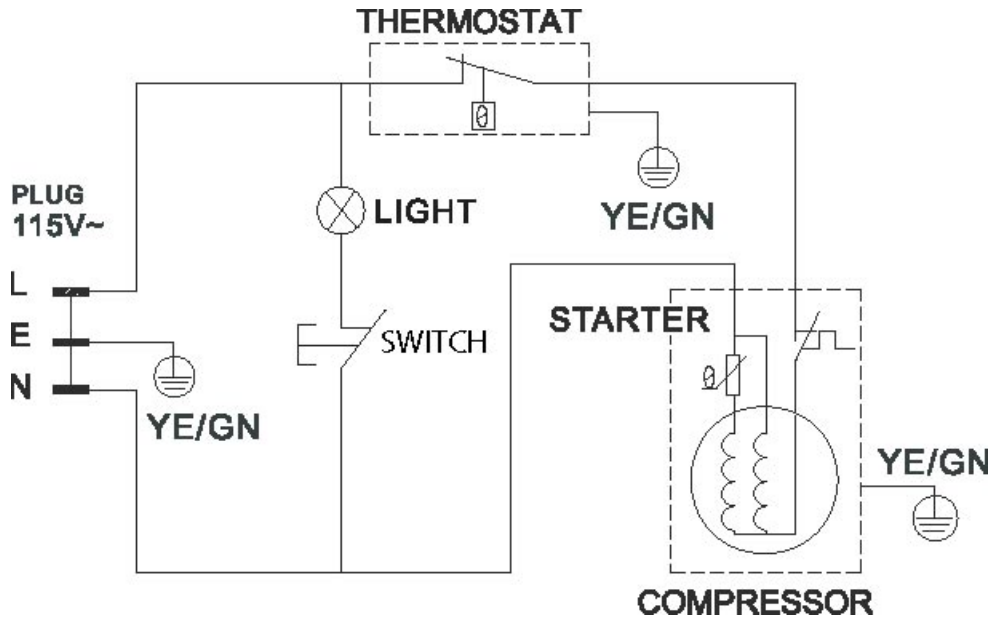 THERMOSTAT
θ
YE/GN
PLUG
115V~
LIGHT
L
E
N
YE/GN
SWITCH
STARTER
θ
YE/GN
COMPRESSOR